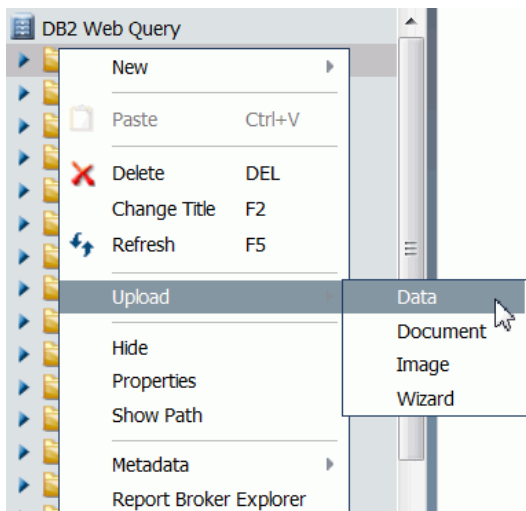 DB2 Web Query
New
Paste Ctrl+V
Delete DEL
Change Title F2
Refresh F5
Upload
Data
Document
Image
Wizard
Hide
Properties
Show Path
Metadata
Report Broker Explorer